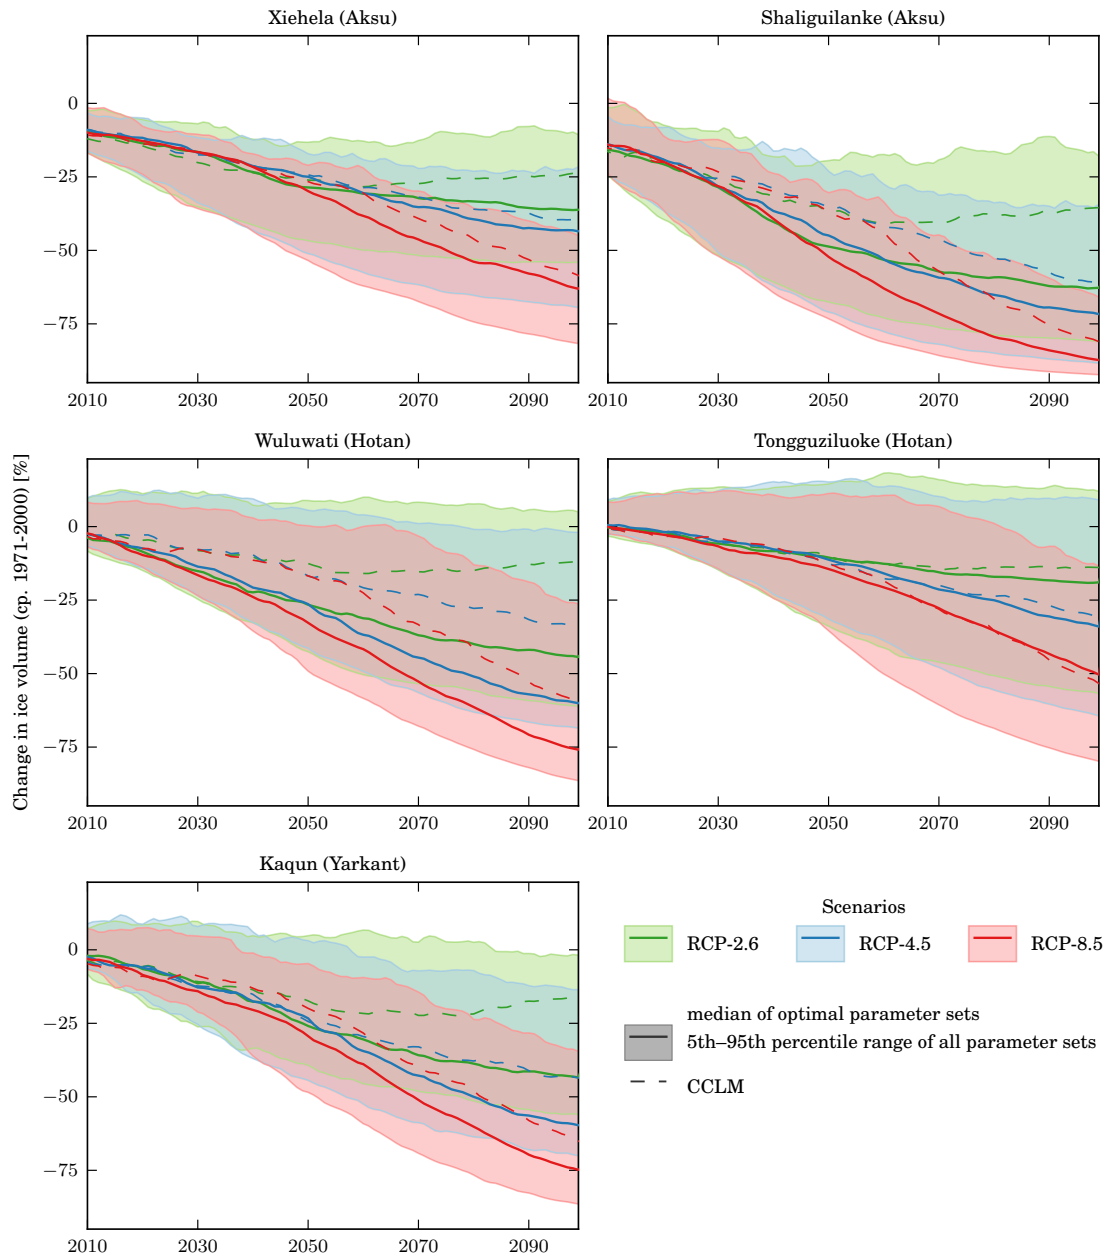 Xiehela (Aksu)
Shaliguilanke (Aksu)
0
−25
−50
−75
2010 2030 2050 2070 2090
2010 2030 2050 2070 2090
Wuluwati (Hotan)
Tongguziluoke (Hotan)
Change in ice volume (cp. 1971-2000) [%]
0
−25
−50
−75
2010 2030 2050 2070 2090
2010 2030 2050 2070 2090
Kaqun (Yarkant)
0
−25
−50
−75
2010 2030 2050 2070 2090
Scenarios
RCP-2.6 RCP-4.5 RCP-8.5
median of optimal parameter sets
5th–95th percentile range of all parameter sets
CCLM